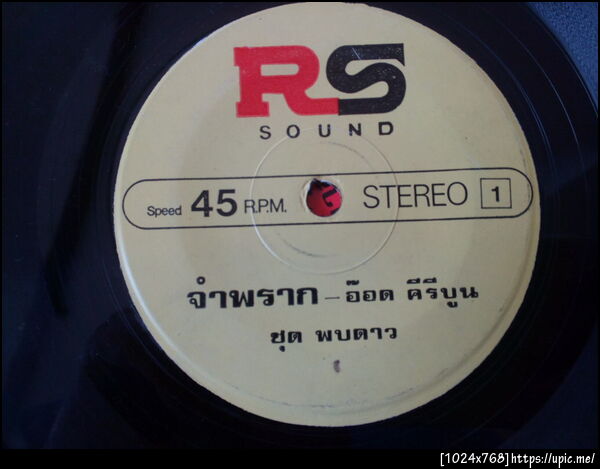 RS
SOUND
Speed 45 R.P.M. STEREO 1
จำพราก - อ๊อด คีรีบูน
ชุด พบดาว
[1024x768]https://upic.me/